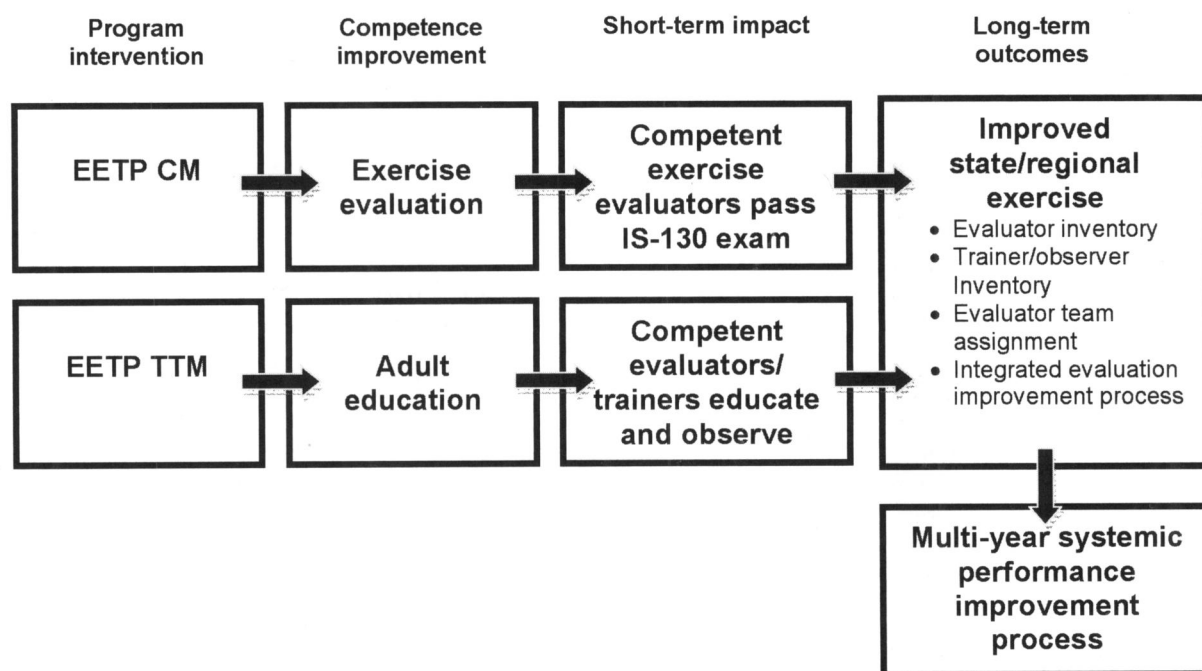 Program
intervention
Competence
improvement
Short-term impact
Long-term
outcomes
EETP CM
Exercise
evaluation
Competent
exercise
evaluators pass
IS-130 exam
Improved
state/regional
exercise
• Evaluator inventory
• Trainer/observer
Inventory
• Evaluator team
assignment
• Integrated evaluation
improvement process
EETP TTM
Adult
education
Competent
evaluators/
trainers educate
and observe
Multi-year systemic
performance
improvement
process